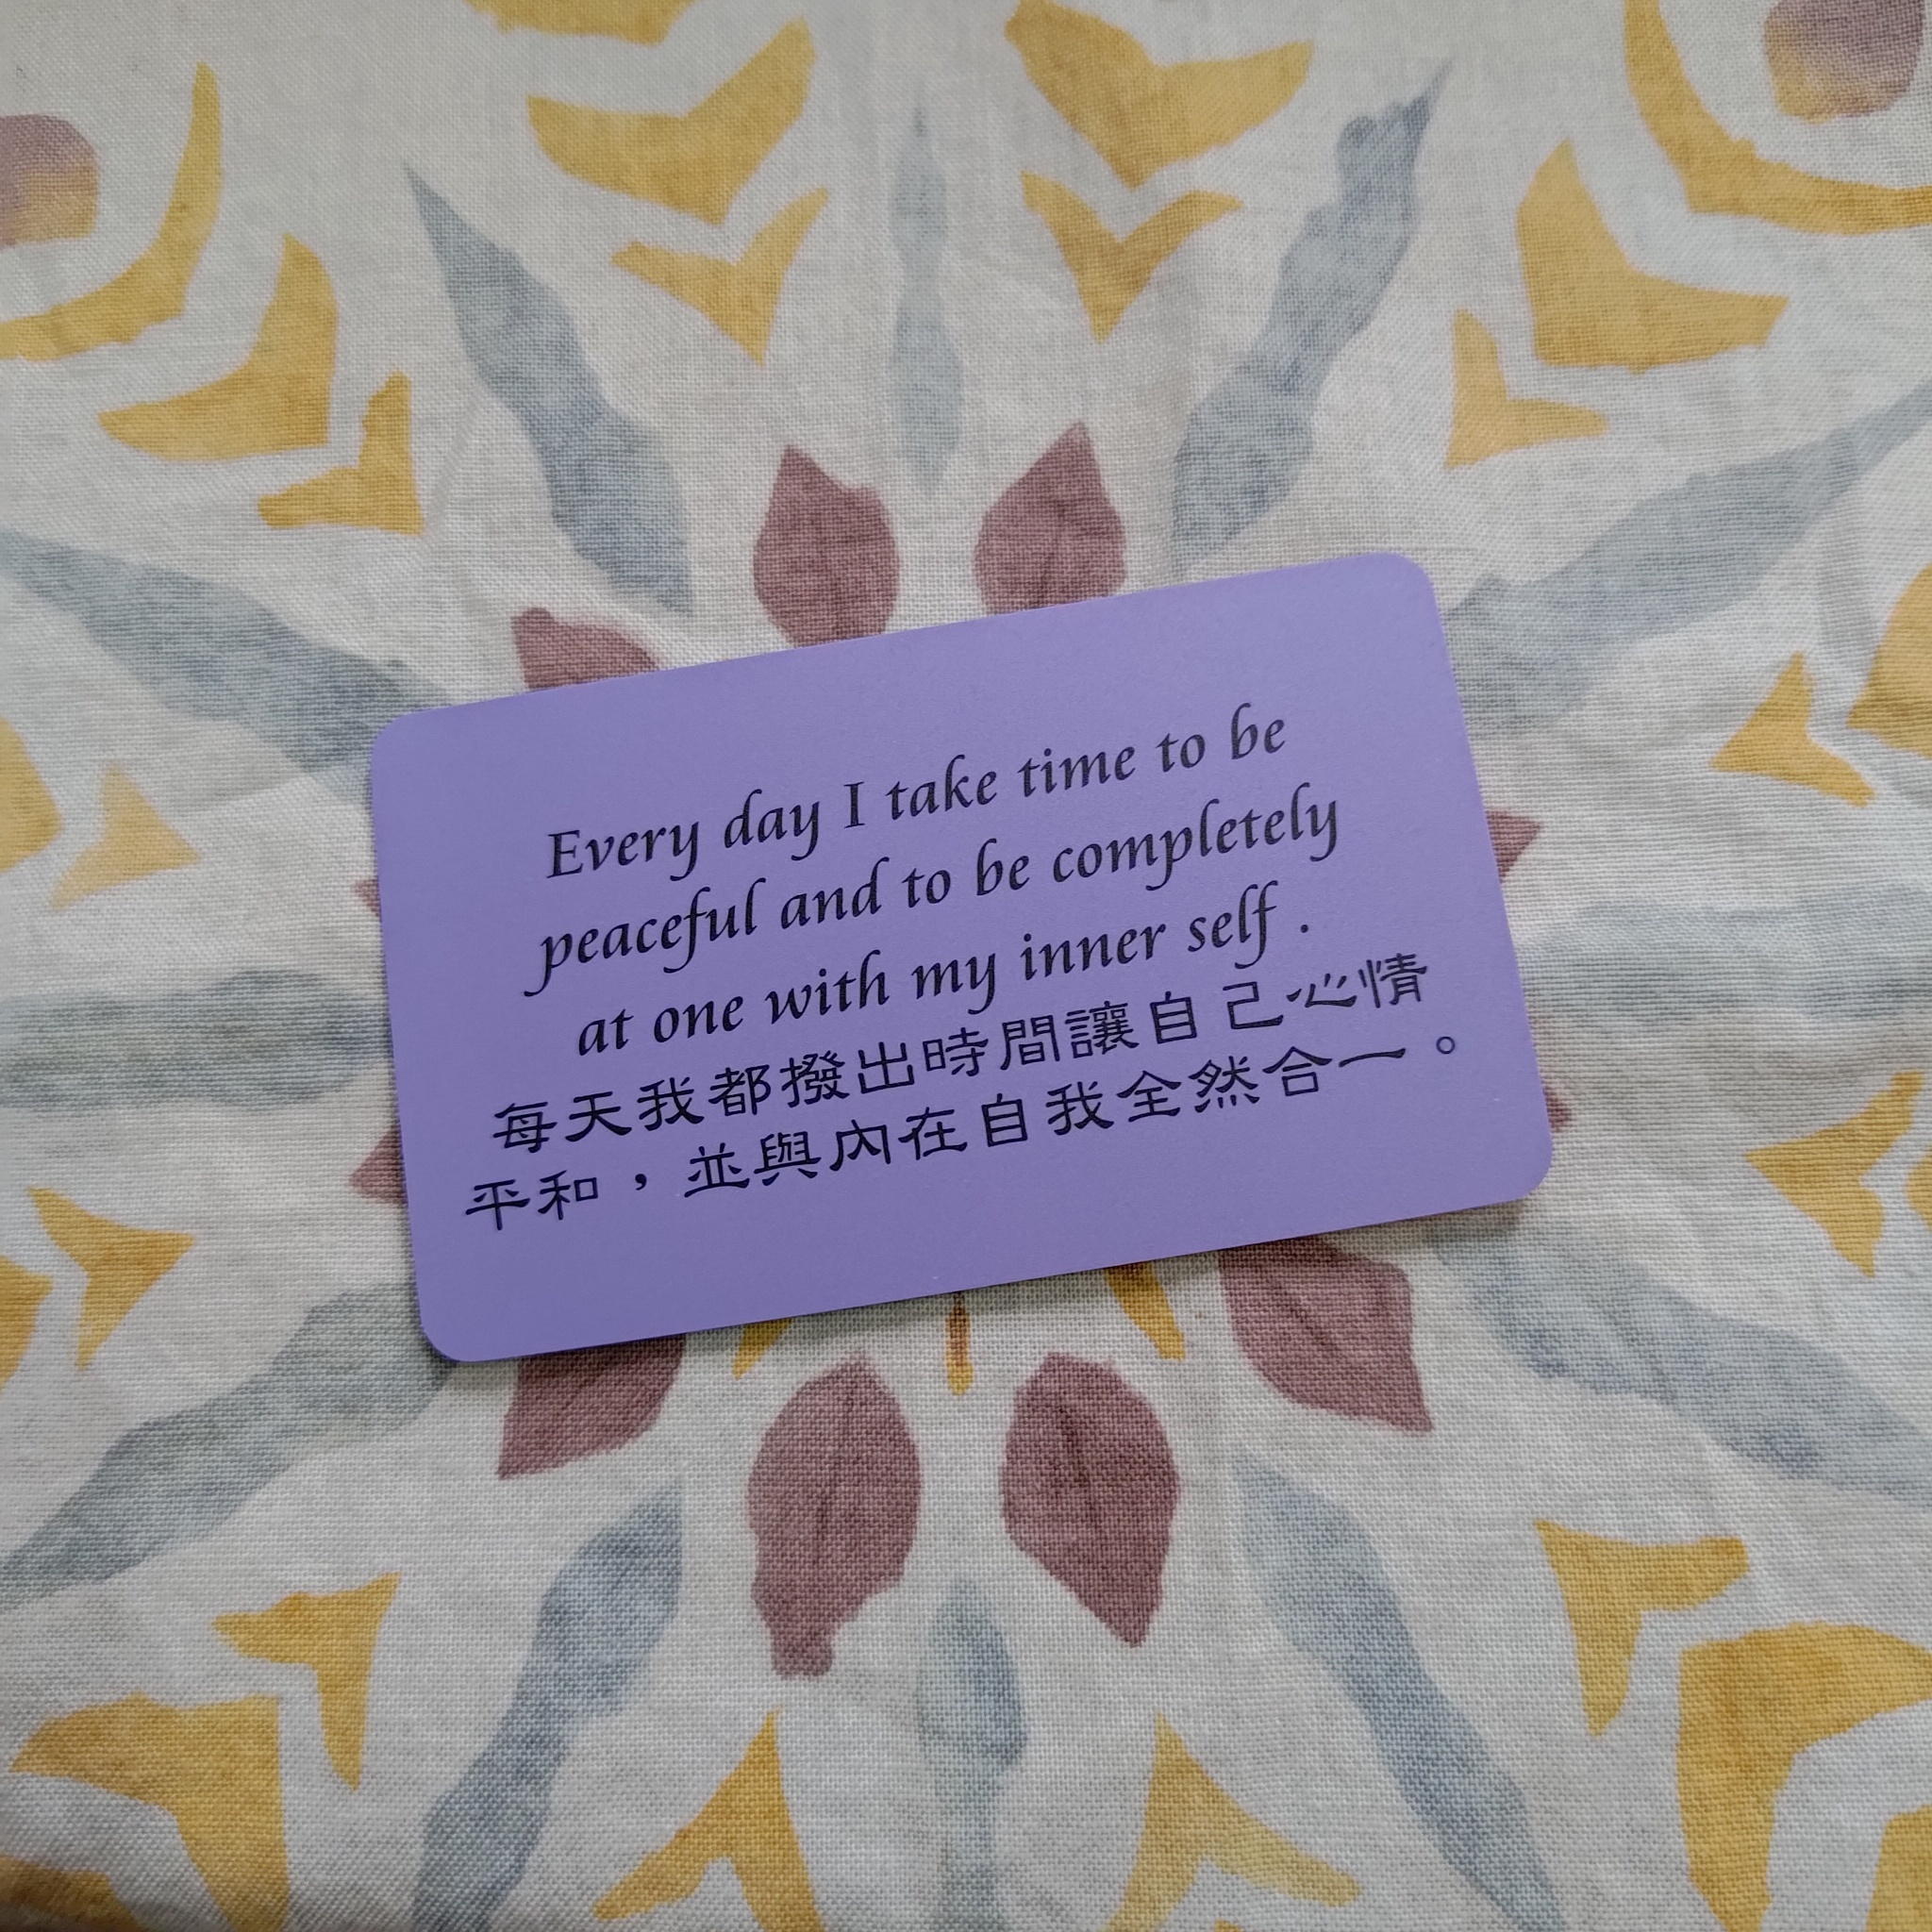 Every day I take time to be
peaceful and to be completely
at one with my inner self .
每天我都撥出時間讓自己心情
平和，並與內在自我全然合一。